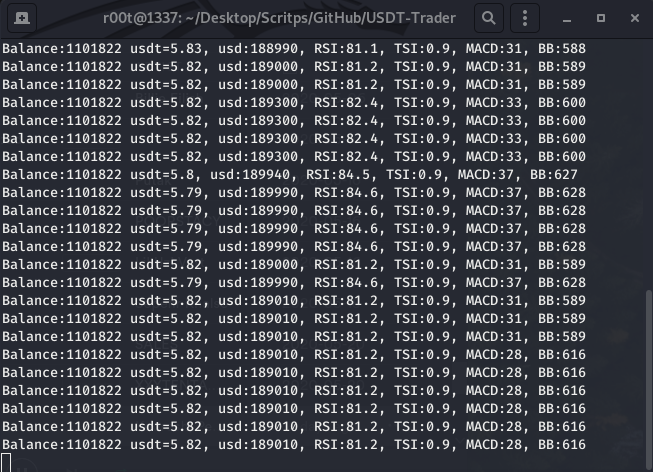 r00t@1337: ~/Desktop/Scritps/GitHub/USDT-Trader
Balance:1101822 usdt=5.83, usd:188990, RSI:81.1, TSI:0.9, MACD:31, BB:588
Balance:1101822 usdt=5.82, usd:189000, RSI:81.2, TSI:0.9, MACD:31, BB:589
Balance:1101822 usdt=5.82, usd:189000, RSI:81.2, TSI:0.9, MACD:31, BB:589
Balance:1101822 usdt=5.82, usd:189300, RSI:82.4, TSI:0.9, MACD:33, BB:600
Balance:1101822 usdt=5.82, usd:189300, RSI:82.4, TSI:0.9, MACD:33, BB:600
Balance:1101822 usdt=5.82, usd:189300, RSI:82.4, TSI:0.9, MACD:33, BB:600
Balance:1101822 usdt=5.82, usd:189300, RSI:82.4, TSI:0.9, MACD:33, BB:600
Balance:1101822 usdt=5.8, usd:189940, RSI:84.5, TSI:0.9, MACD:37, BB:627
Balance:1101822 usdt=5.79, usd:189990, RSI:84.6, TSI:0.9, MACD:37, BB:628
Balance:1101822 usdt=5.79, usd:189990, RSI:84.6, TSI:0.9, MACD:37, BB:628
Balance:1101822 usdt=5.79, usd:189990, RSI:84.6, TSI:0.9, MACD:37, BB:628
Balance:1101822 usdt=5.79, usd:189990, RSI:84.6, TSI:0.9, MACD:37, BB:628
Balance:1101822 usdt=5.82, usd:189000, RSI:81.2, TSI:0.9, MACD:31, BB:589
Balance:1101822 usdt=5.79, usd:189990, RSI:84.6, TSI:0.9, MACD:37, BB:628
Balance:1101822 usdt=5.82, usd:189010, RSI:81.2, TSI:0.9, MACD:31, BB:589
Balance:1101822 usdt=5.82, usd:189010, RSI:81.2, TSI:0.9, MACD:31, BB:589
Balance:1101822 usdt=5.82, usd:189010, RSI:81.2, TSI:0.9, MACD:31, BB:589
Balance:1101822 usdt=5.82, usd:189010, RSI:81.2, TSI:0.9, MACD:28, BB:616
Balance:1101822 usdt=5.82, usd:189010, RSI:81.2, TSI:0.9, MACD:28, BB:616
Balance:1101822 usdt=5.82, usd:189010, RSI:81.2, TSI:0.9, MACD:28, BB:616
Balance:1101822 usdt=5.82, usd:189010, RSI:81.2, TSI:0.9, MACD:28, BB:616
Balance:1101822 usdt=5.82, usd:189010, RSI:81.2, TSI:0.9, MACD:28, BB:616
Balance:1101822 usdt=5.82, usd:189010, RSI:81.2, TSI:0.9, MACD:28, BB:616